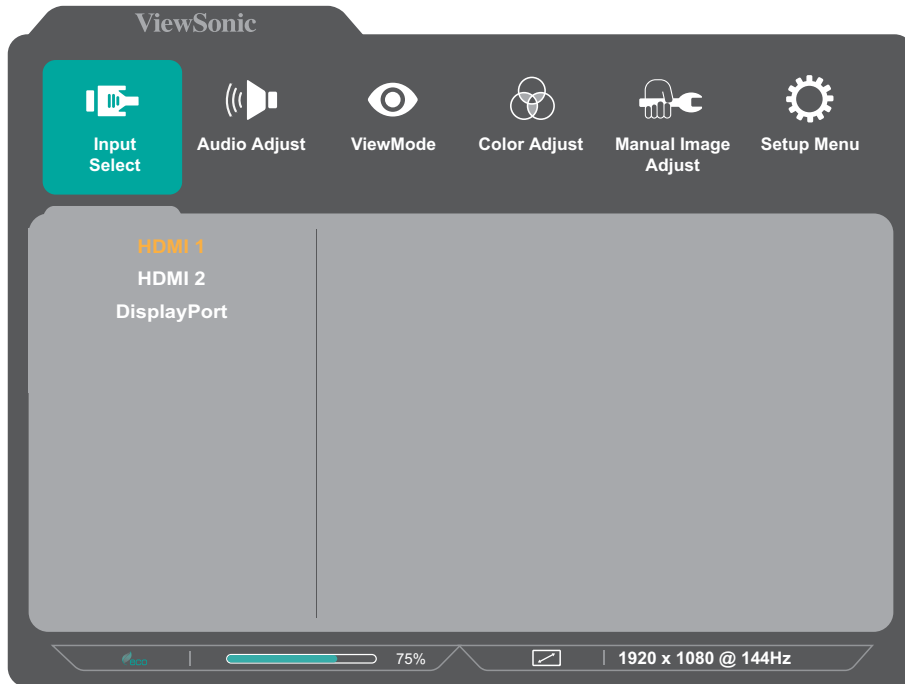 ViewSonic
Input
Select
Audio Adjust
ViewMode
Color Adjust
Manual Image
Adjust
Setup Menu
HDMI 1
HDMI 2
DisplayPort
eco
75%
1920 x 1080 @ 144Hz